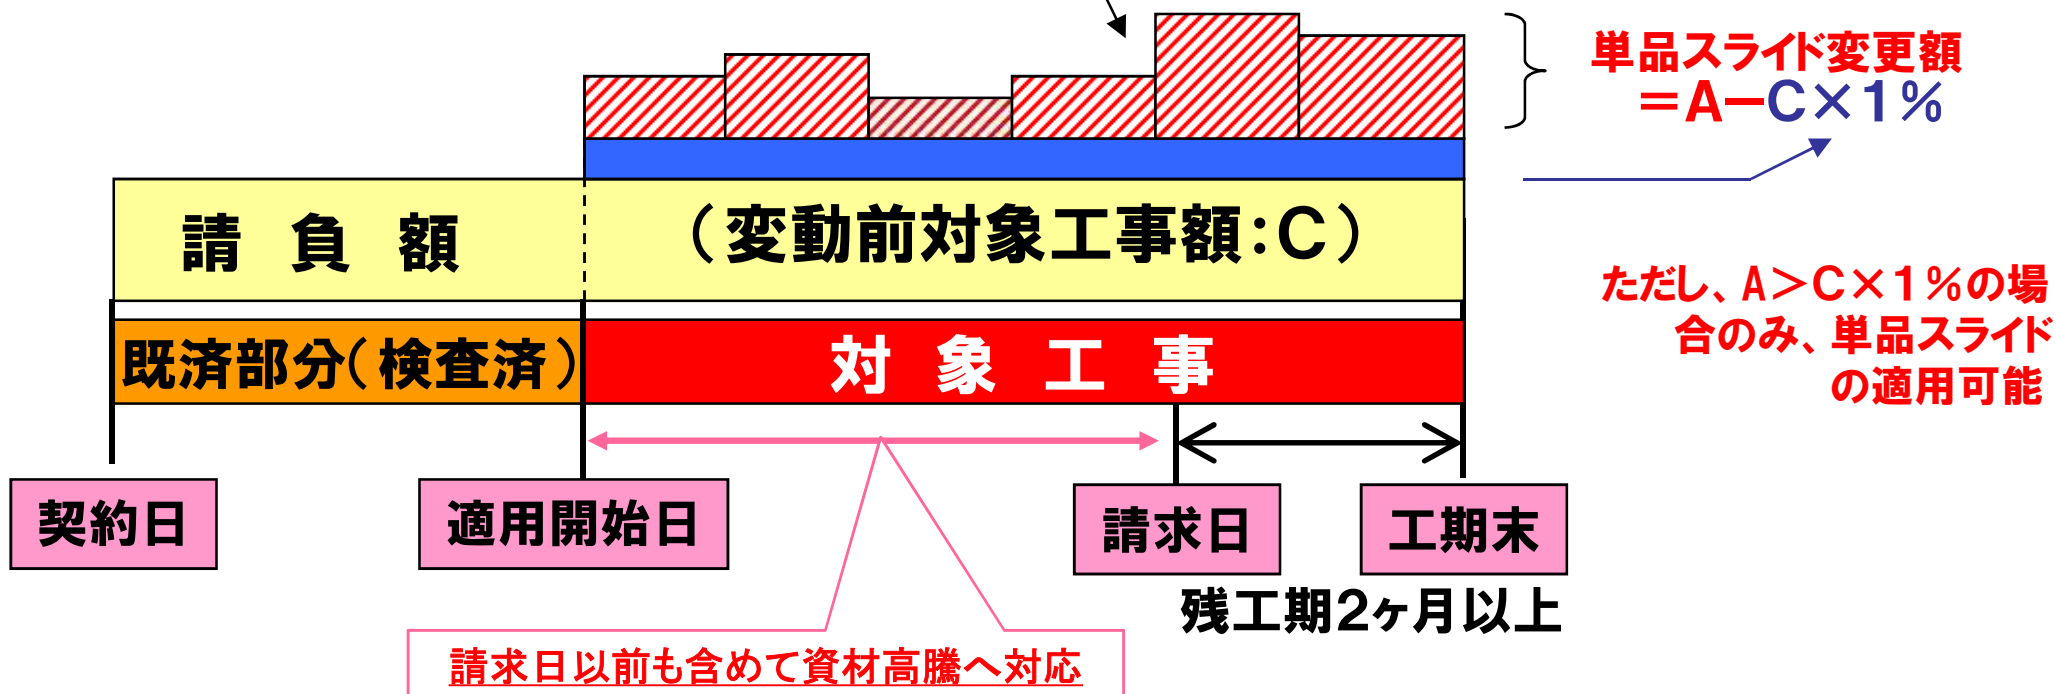 単品スライド変更額
＝A－C×1％
請 負 額
（変動前対象工事額：C）
ただし、A＞C×1％の場
合のみ、単品スライド
の適用可能
既済部分（検査済）
対 象 工 事
契約日
適用開始日
請求日
工期末
残工期2ヶ月以上
請求日以前も含めて資材高騰へ対応